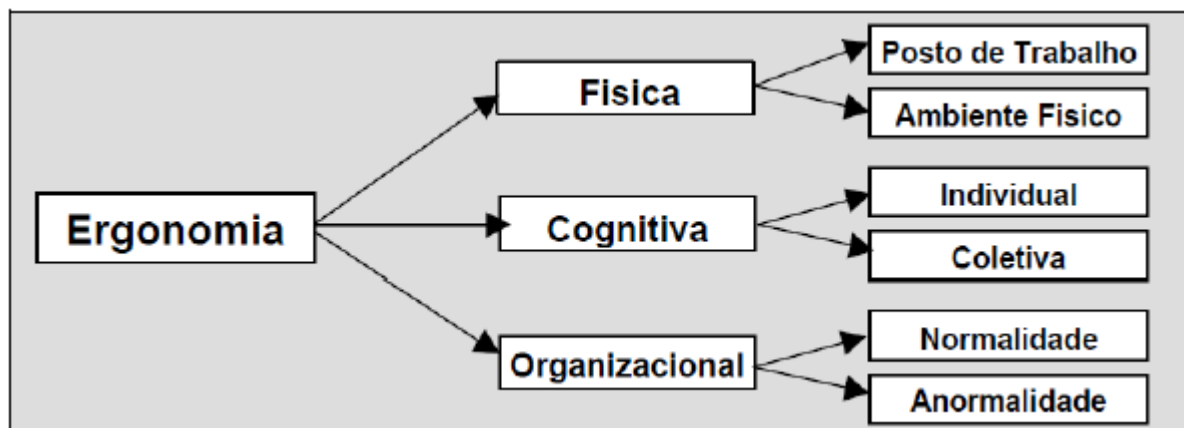 Ergonomia
Fisica
Posto de Trabalho
Ambiente Fisico
Cognitiva
Individual
Coletiva
Organizacional
Normalidade
Anormalidade